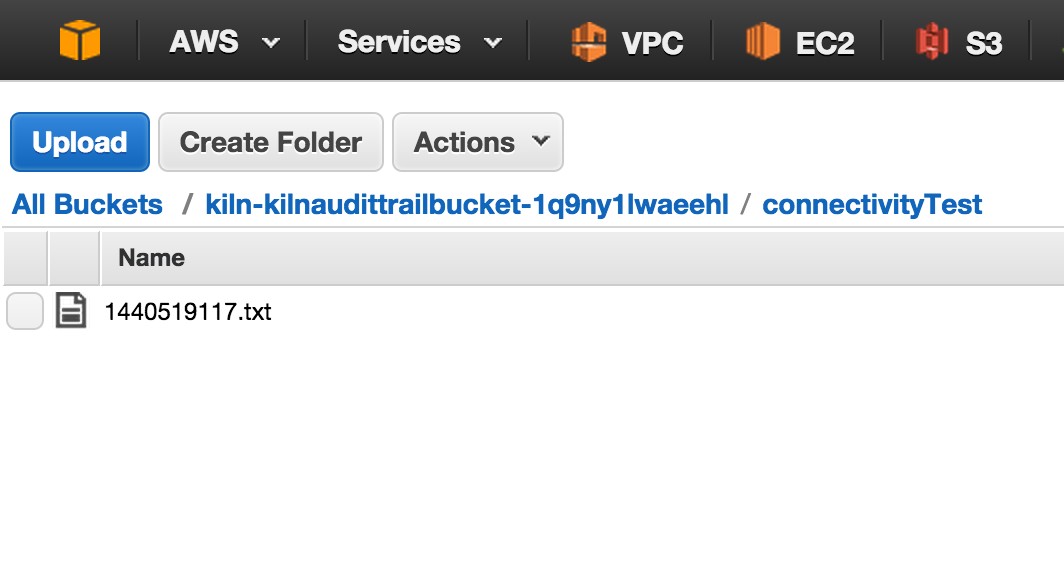 AWS Services VPC EC2 S3
Upload Create Folder Actions
All Buckets / kiln-kilnaudittrailbucket-1q9ny1lwaeehl / connectivityTest
Name
1440519117.txt